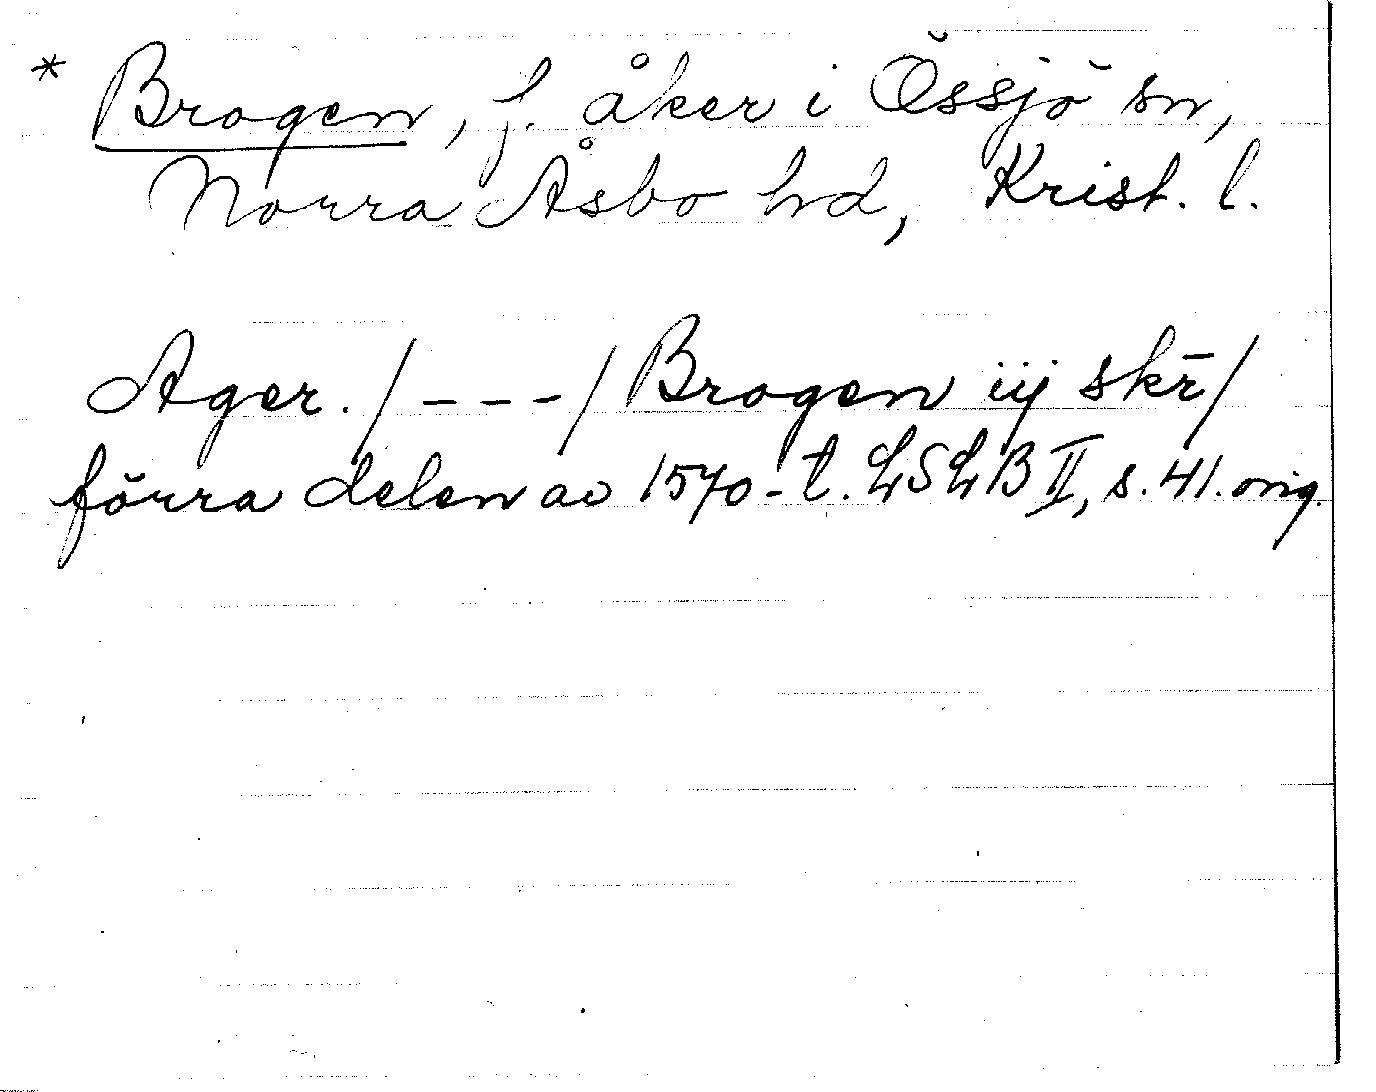 * Brogen, f. åker i Össjö sn,
Norra Åsbo hd, Krist. l.
Ager. /---/ Brogen iij skr̄/
förra delen av 1570-t. LSLB II, s. 41. orig.